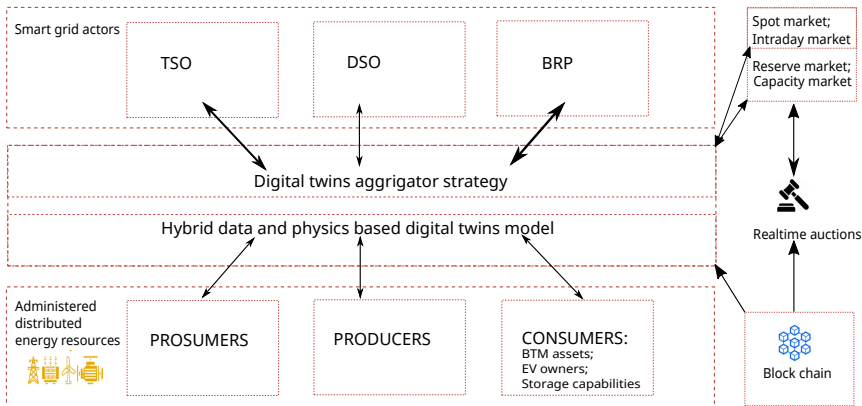 Smart grid actors
TSO
DSO
BRP
Spot market;
Intraday market
Reserve market;
Capacity market
Digital twins aggrigator strategy
Hybrid data and physics based digital twins model
Realtime auctions
Administered
distributed
energy resources
PROSUMERS
PRODUCERS
CONSUMERS:
BTM assets;
EV owners;
Storage capabilities
Block chain